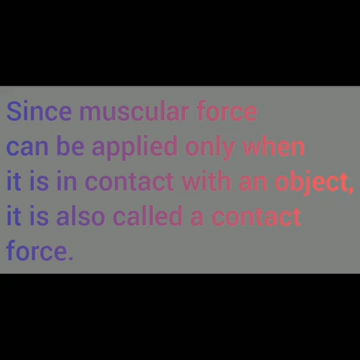 Since muscular force
can be applied only when
it is in contact with an object,
it is also called a contact
force.